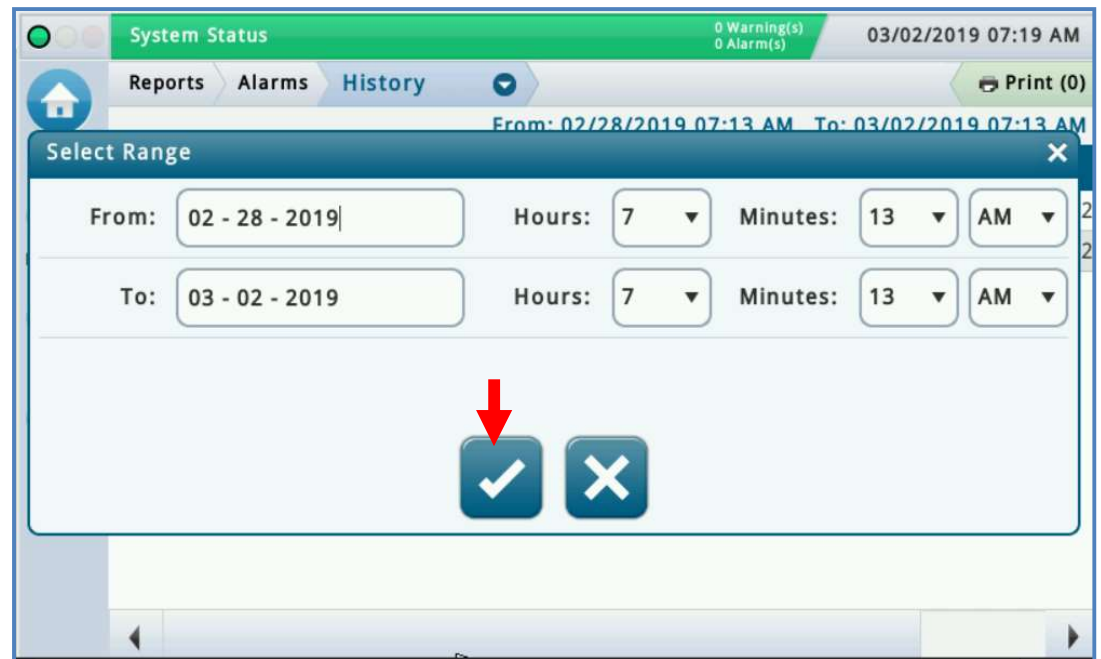 System Status
0 Warning(s)
0 Alarm(s)
03/02/2019 07:19 AM
Reports Alarms History Print (0)
From: 02/28/2019 07:13 AM To: 03/02/2019 07:13 AM
Select Range
From: 02 - 28 - 2019 Hours: 7 Minutes: 13 AM
2
To: 03 - 02 - 2019 Hours: 7 Minutes: 13 AM
2